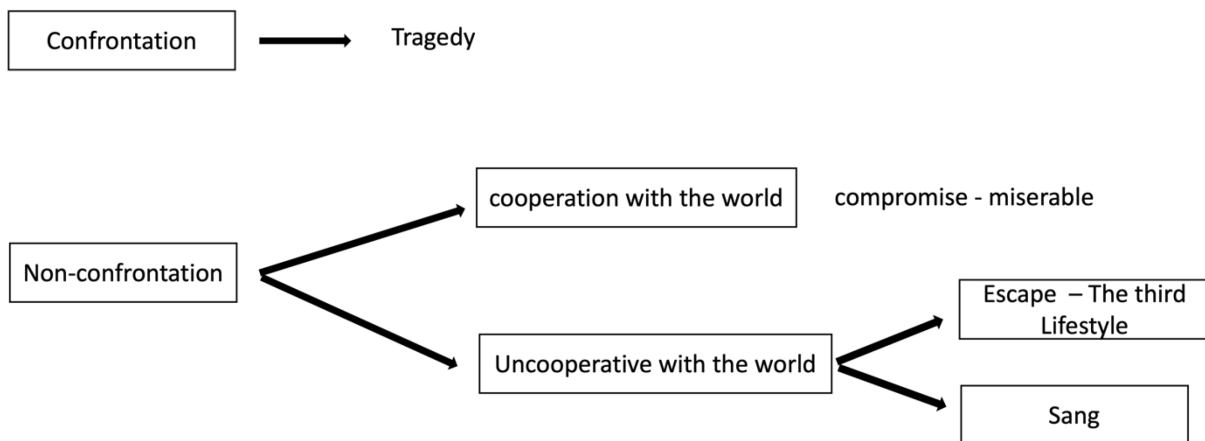 Confrontation
Tragedy
cooperation with the world
compromise - miserable
Non-confrontation
Escape – The third
Lifestyle
Uncooperative with the world
Sang